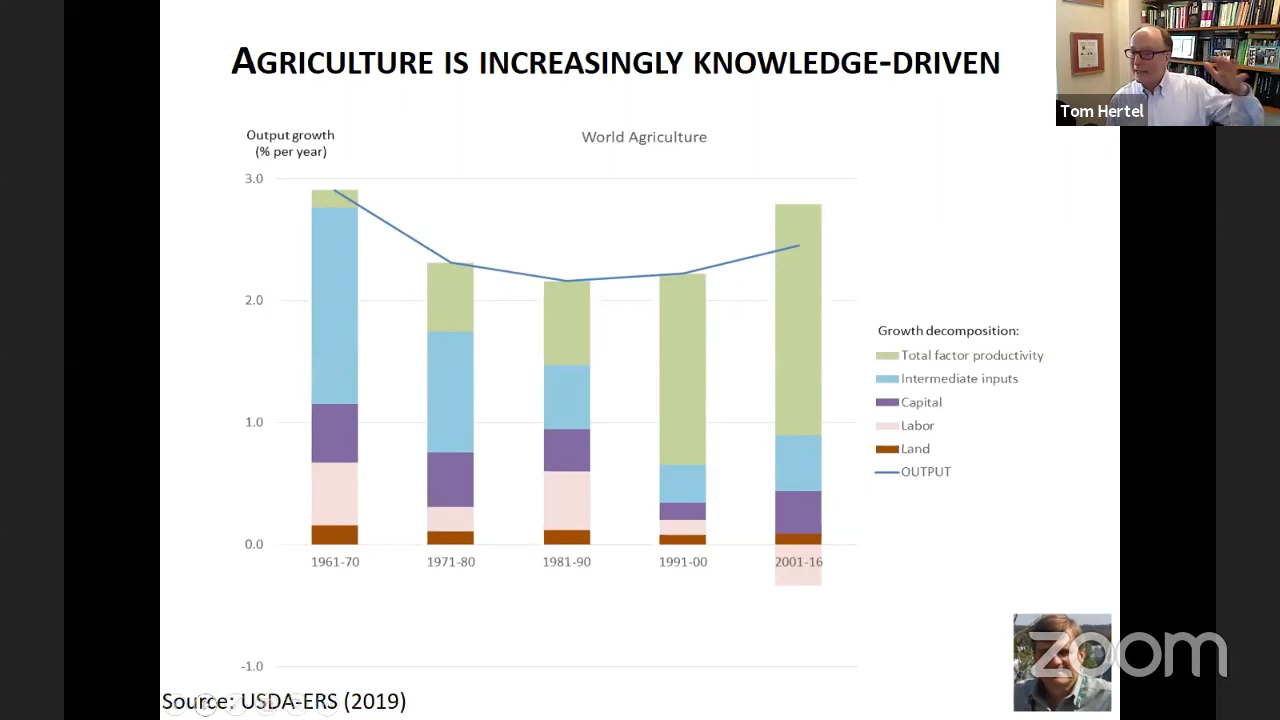 AGRICULTURE IS INCREASINGLY KNOWLEDGE-DRIVEN
Tom Hertel
Output growth
(% per year)
World Agriculture
3.0
2.0
1.0
0.0
-1.0
1961-70
1971-80
1981-90
1991-00
2001-16
Growth decomposition:
Total factor productivity
Intermediate inputs
Capital
Labor
Land
OUTPUT
zoom
Source: USDA-ERS (2019)